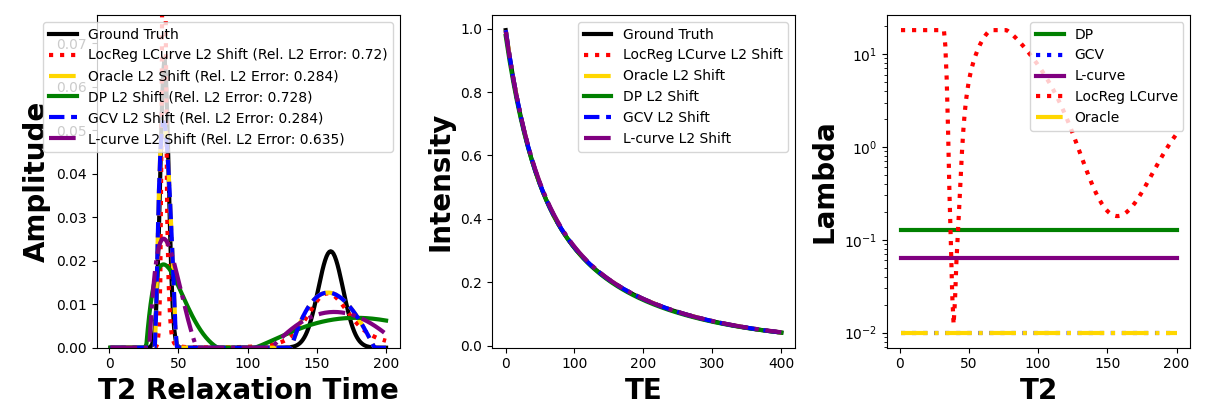 Amplitude
0.07
0.06
0.05
0.04
0.03
0.02
0.01
0.00
Ground Truth
LocReg LCurve L2 Shift (Rel. L2 Error: 0.72)
Oracle L2 Shift (Rel. L2 Error: 0.284)
DP L2 Shift (Rel. L2 Error: 0.728)
GCV L2 Shift (Rel. L2 Error: 0.284)
L-curve L2 Shift (Rel. L2 Error: 0.635)
0 50 100 150 200
T2 Relaxation Time
Intensity
1.0
0.8
0.6
0.4
0.2
0.0
Ground Truth
LocReg LCurve L2 Shift
Oracle L2 Shift
DP L2 Shift
GCV L2 Shift
L-curve L2 Shift
0 100 200 300 400
TE
Lambda
10¹
10⁰
10⁻¹
10⁻²
DP
GCV
L-curve
LocReg LCurve
Oracle
0 50 100 150 200
T2